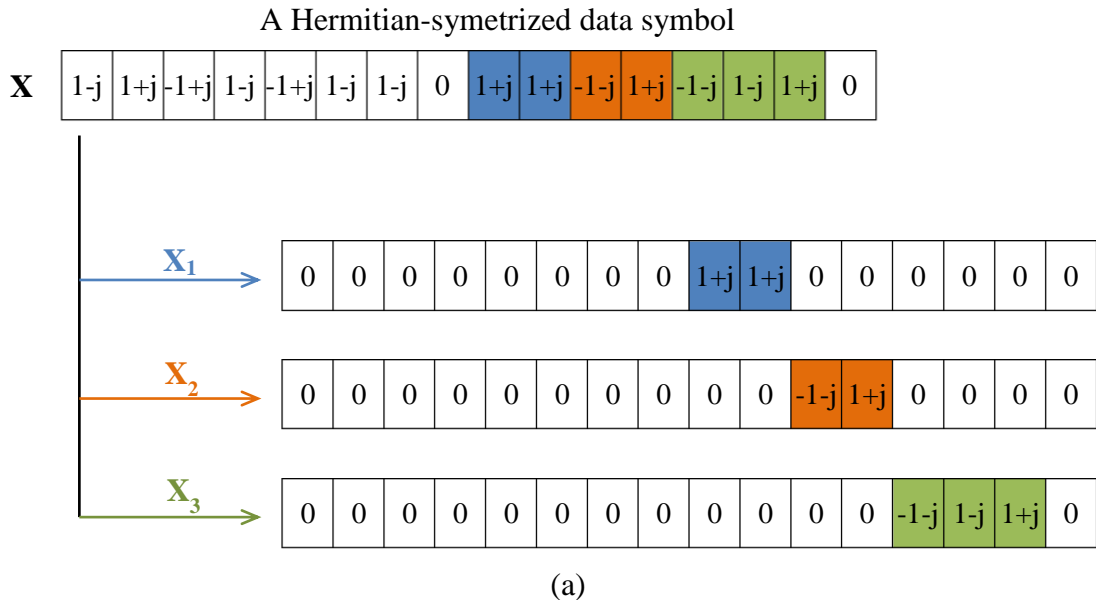 A Hermitian-symetrized data symbol
X 1-j 1+j -1+j 1-j -1+j 1-j 1-j 0 1+j 1+j -1-j 1+j -1-j 1-j 1+j 0
X1 0 0 0 0 0 0 0 0 1+j 1+j 0 0 0 0 0 0
X2 0 0 0 0 0 0 0 0 0 0 -1-j 1+j 0 0 0 0
X3 0 0 0 0 0 0 0 0 0 0 0 0 -1-j 1-j 1+j 0
(a)